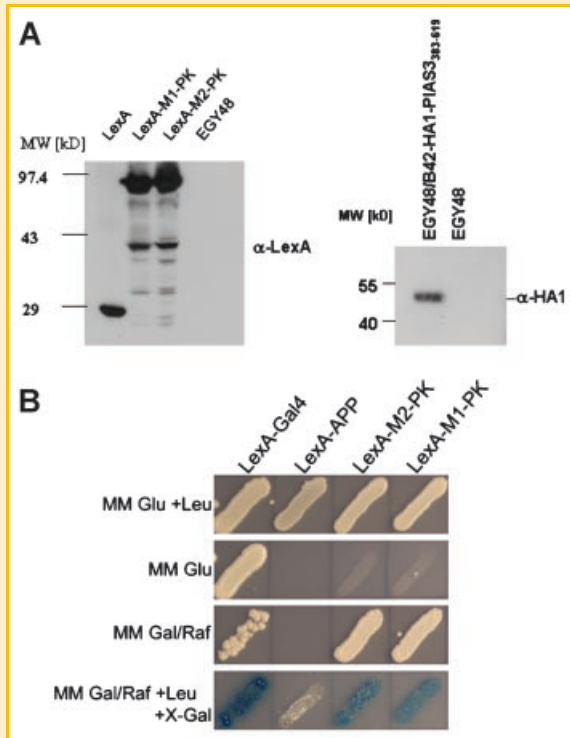 A
LexA
LexA-M1-PK
LexA-M2-PK
EGY48
MW [kD]
97.4
43
29
α-LexA
EGY48/B42-HA1-PIAS3383-619
EGY48
MW [kD]
55
40
α-HA1
B
LexA-Gal4
LexA-APP
LexA-M2-PK
LexA-M1-PK
MM Glu +Leu
MM Glu
MM Gal/Raf
MM Gal/Raf +Leu
+X-Gal